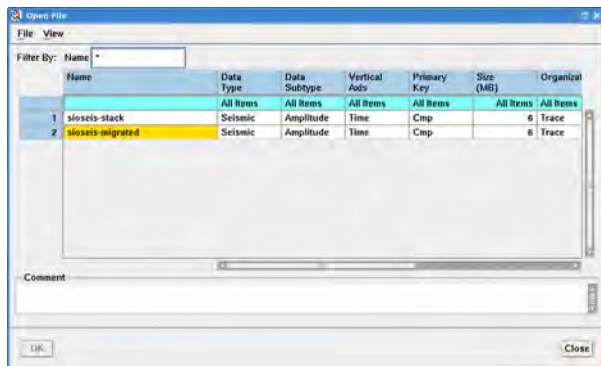 Open File
File View
Filter By: Name *
Name Data Type Data Subtype Vertical Axis Primary Key Size (MB) Organizat
All Items All Items All Items All Items All Items All Items
1 sioseis-stack Seismic Amplitude Time Cmp 6 Trace
2 sioseis-migrated Seismic Amplitude Time Cmp 6 Trace
Comment
OK Close